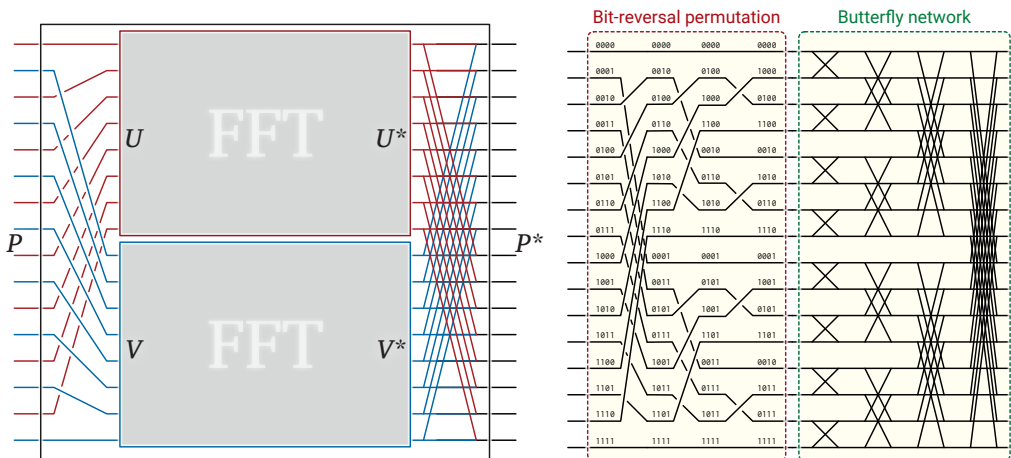 Bit-reversal permutation
Butterfly network
FFT
U
U*
P
P*
FFT
V
V*
0000 0000 0000 0000
0001 0010 0100 1000
0010 0100 1000 0100
0011 0110 1100 1100
0100 1000 0010 0010
0101 1010 0110 1010
0110 1100 1010 0110
0111 1110 1110 1110
1000 0001 0001 0001
1001 0011 0101 1001
1010 0101 1001 0101
1011 0111 1101 1101
1100 1001 0011 0010
1101 1011 0111 1011
1110 1101 1011 0111
1111 1111 1111 1111